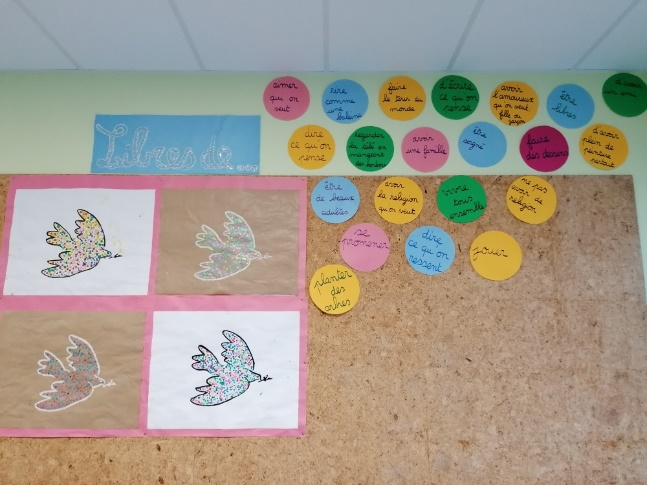 Libres de
aimer
qui on
veut
lire
comme
une
baleine
faire
le tour du
monde
d'écrire
ce qu'on
veut
avoir
l'amoureux
qu'on veut
fille ou
garçon
être
libres
dire
ce qu'on
pense
regarder
la télé en
mangeant
des bonbons
avoir
une famille
être
soigné
faire
des dessins
d'avoir
plein de
peinture
partout
être
de beaux
adultes
avoir
la religion
qu'on veut
vivre
tous
ensemble
ne pas
avoir de
religion
se
promener
dire
ce qu'on
ressent
jouer
planter
des
arbres